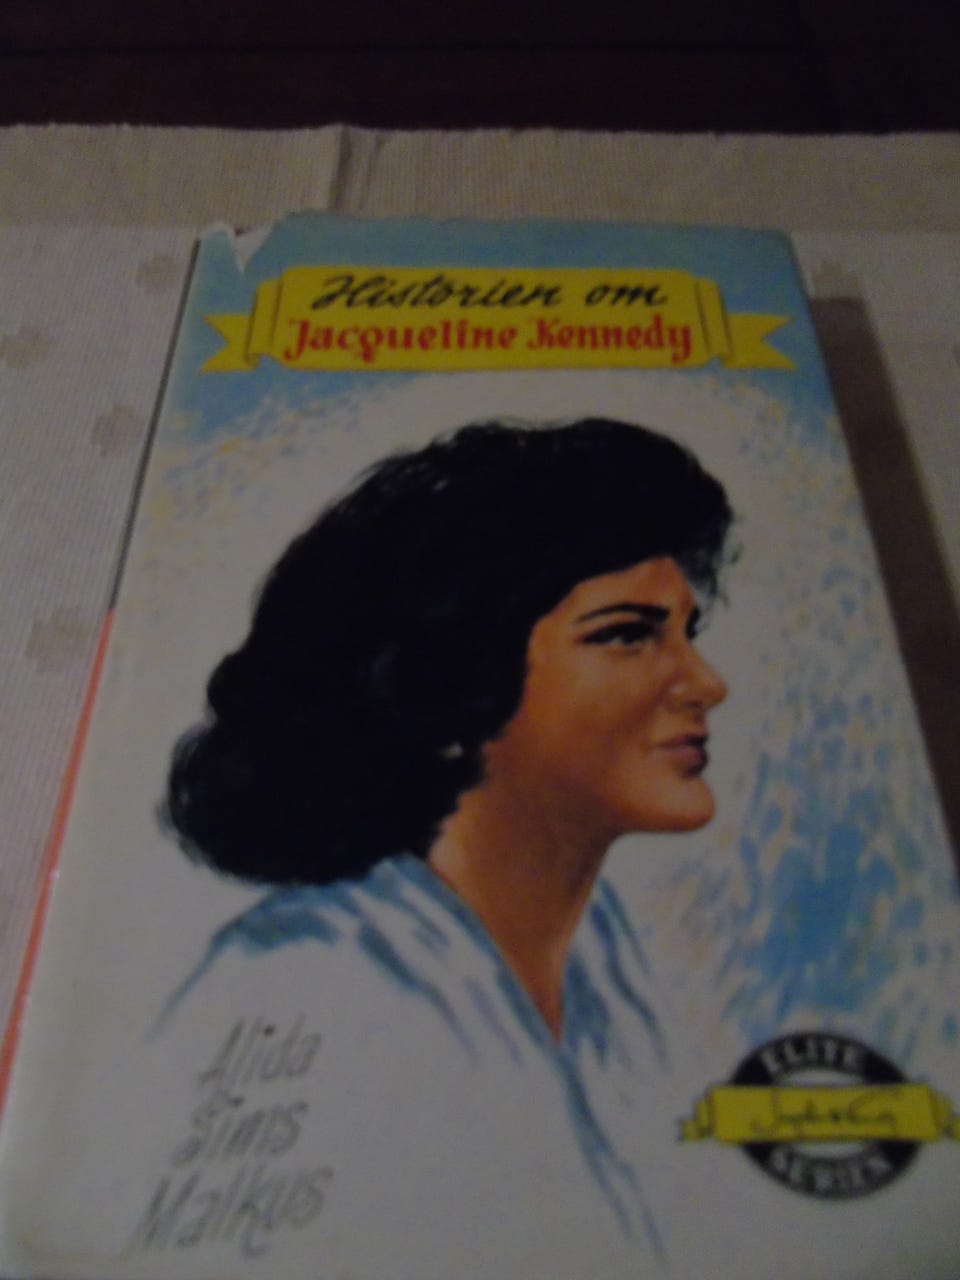 Historien om
Jacqueline Kennedy
Alida
Sims
Malkus
ELITE
SERIEN